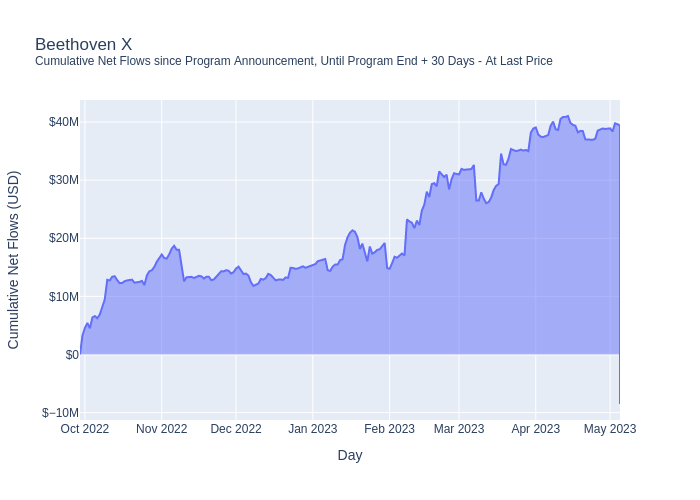 Beethoven X
Cumulative Net Flows since Program Announcement, Until Program End + 30 Days - At Last Price
Cumulative Net Flows (USD)
$40M
$30M
$20M
$10M
$0
$−10M
Oct 2022
Nov 2022
Dec 2022
Jan 2023
Feb 2023
Mar 2023
Apr 2023
May 2023
Day